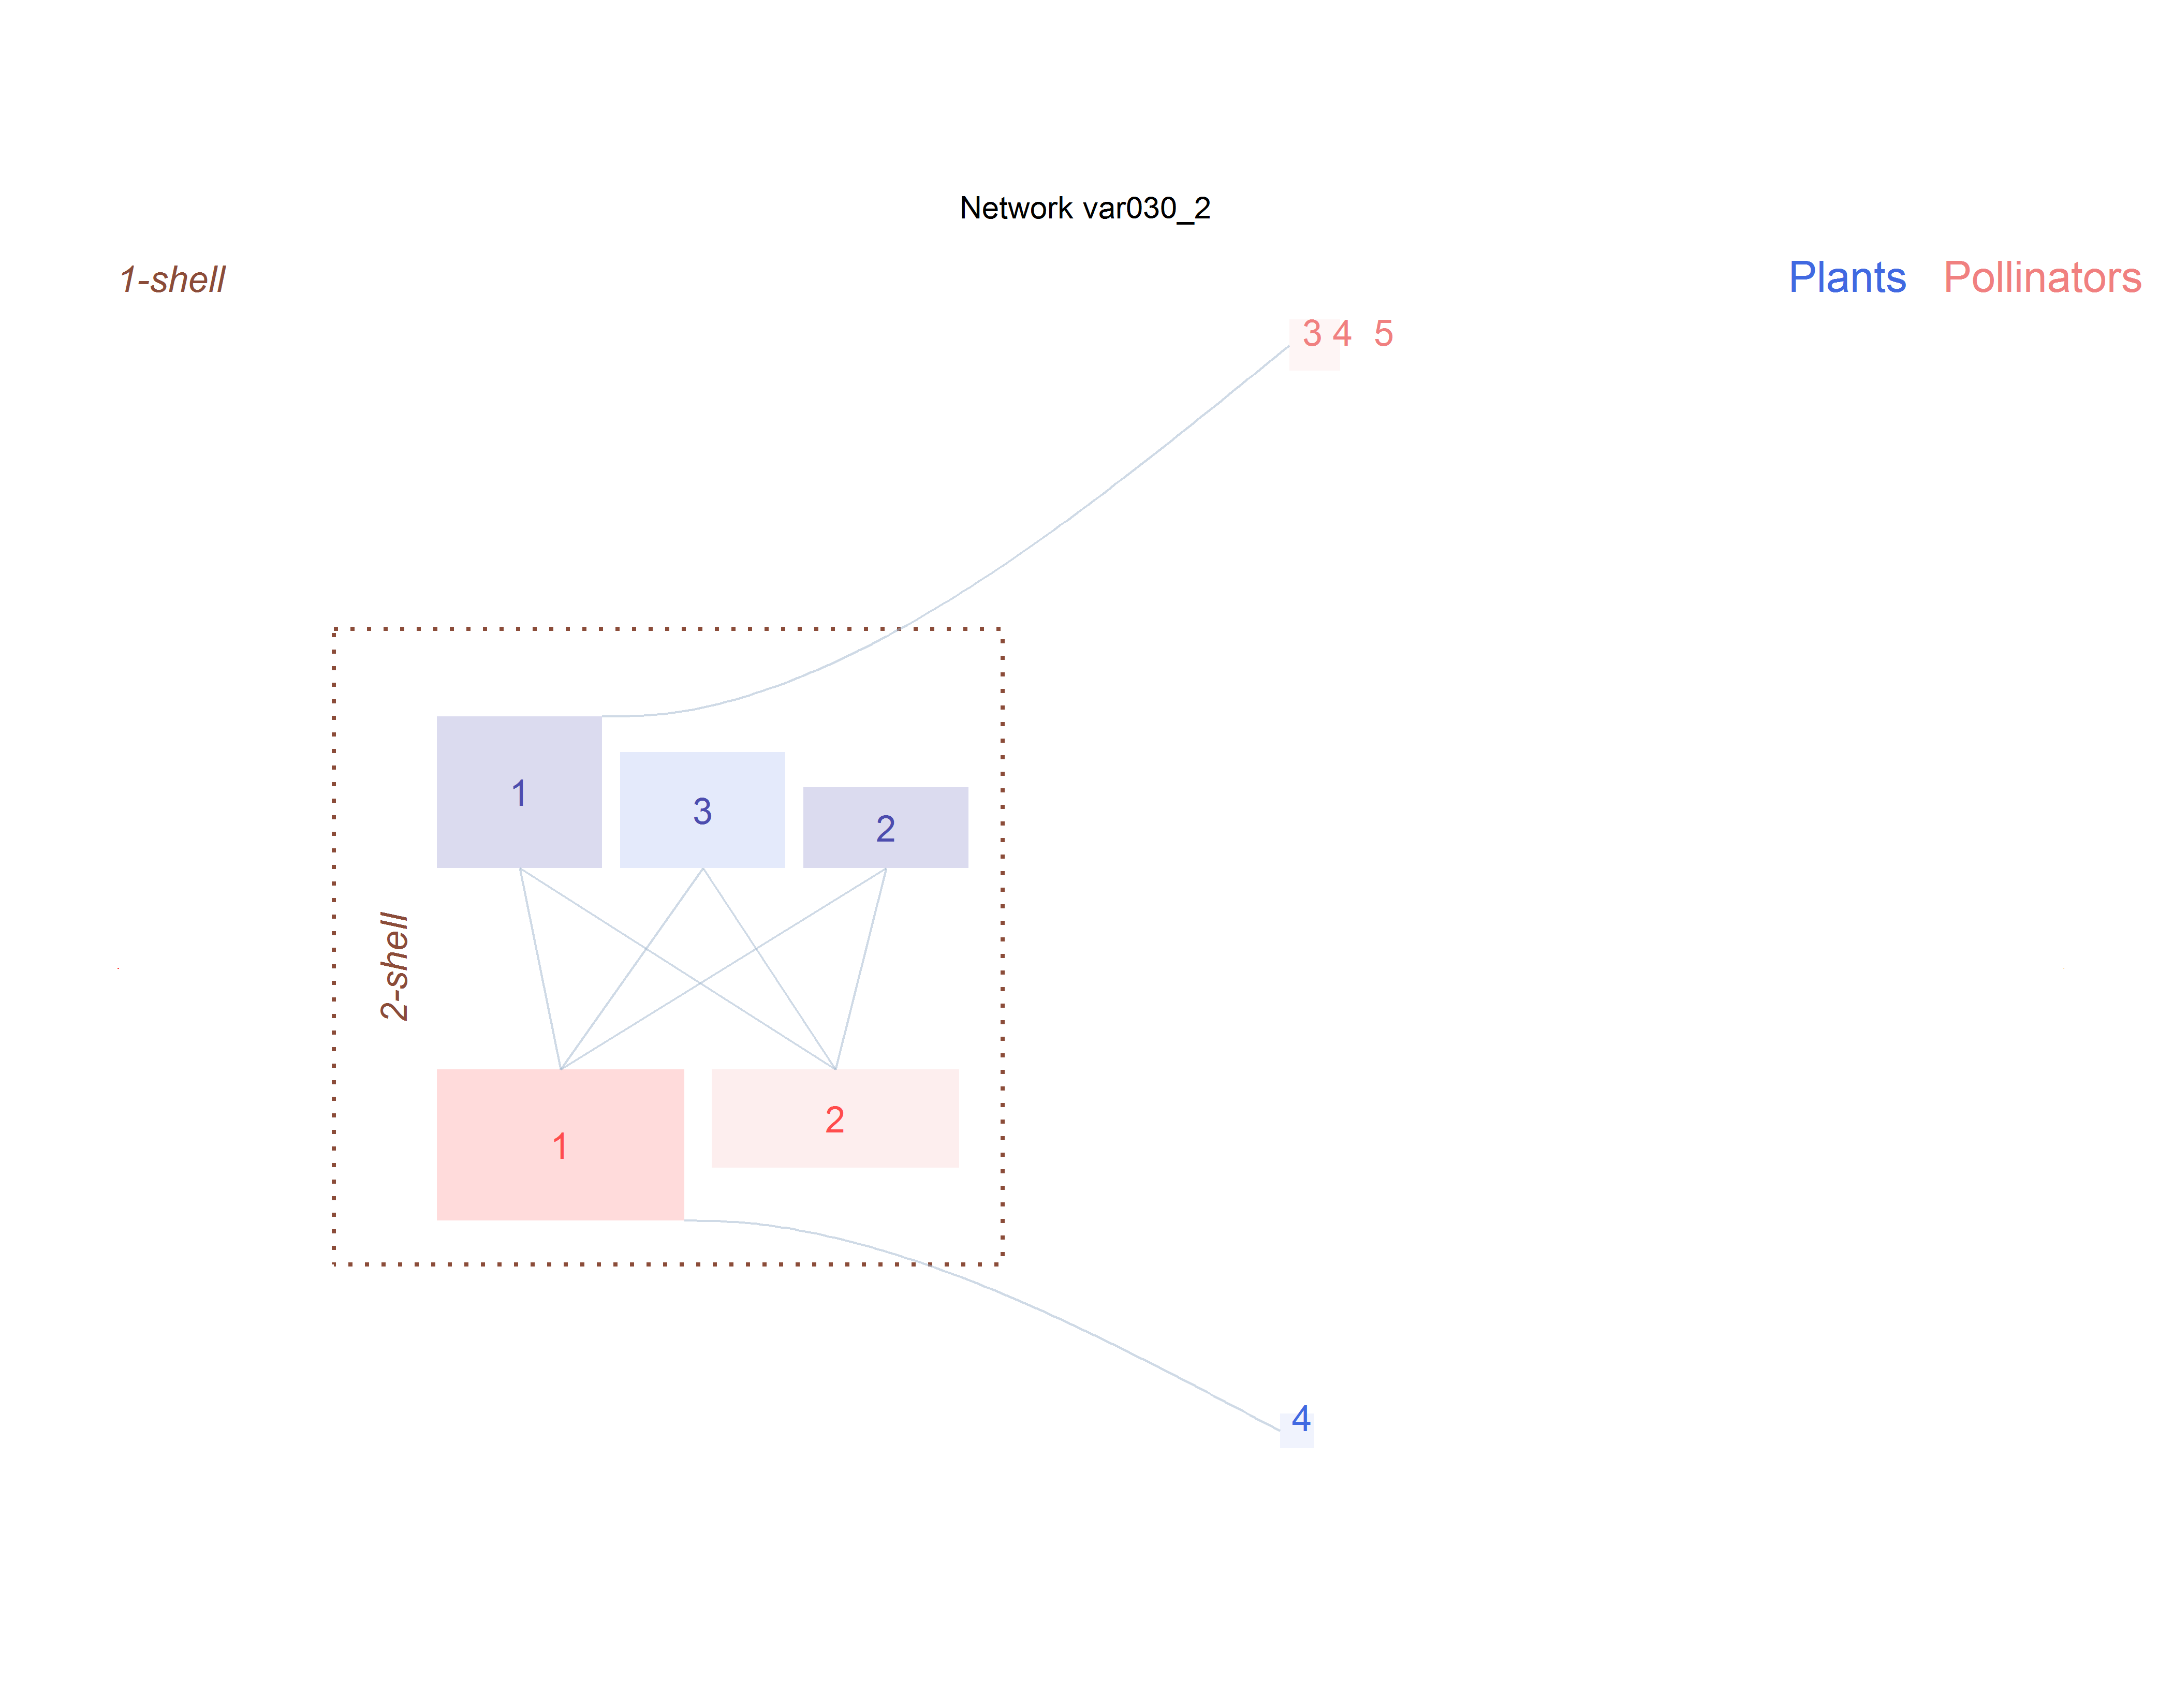 Network var030_2
1-shell
Plants Pollinators
3 4 5
1
3
2
2-shell
1
2
4